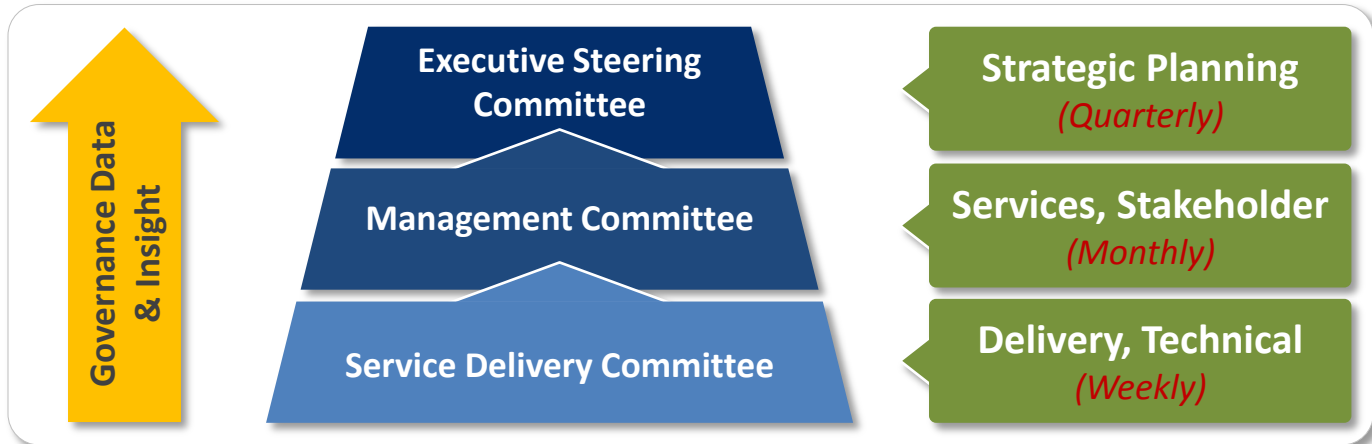 Governance Data
& Insight
Executive Steering
Committee
Management Committee
Service Delivery Committee
Strategic Planning
(Quarterly)
Services, Stakeholder
(Monthly)
Delivery, Technical
(Weekly)